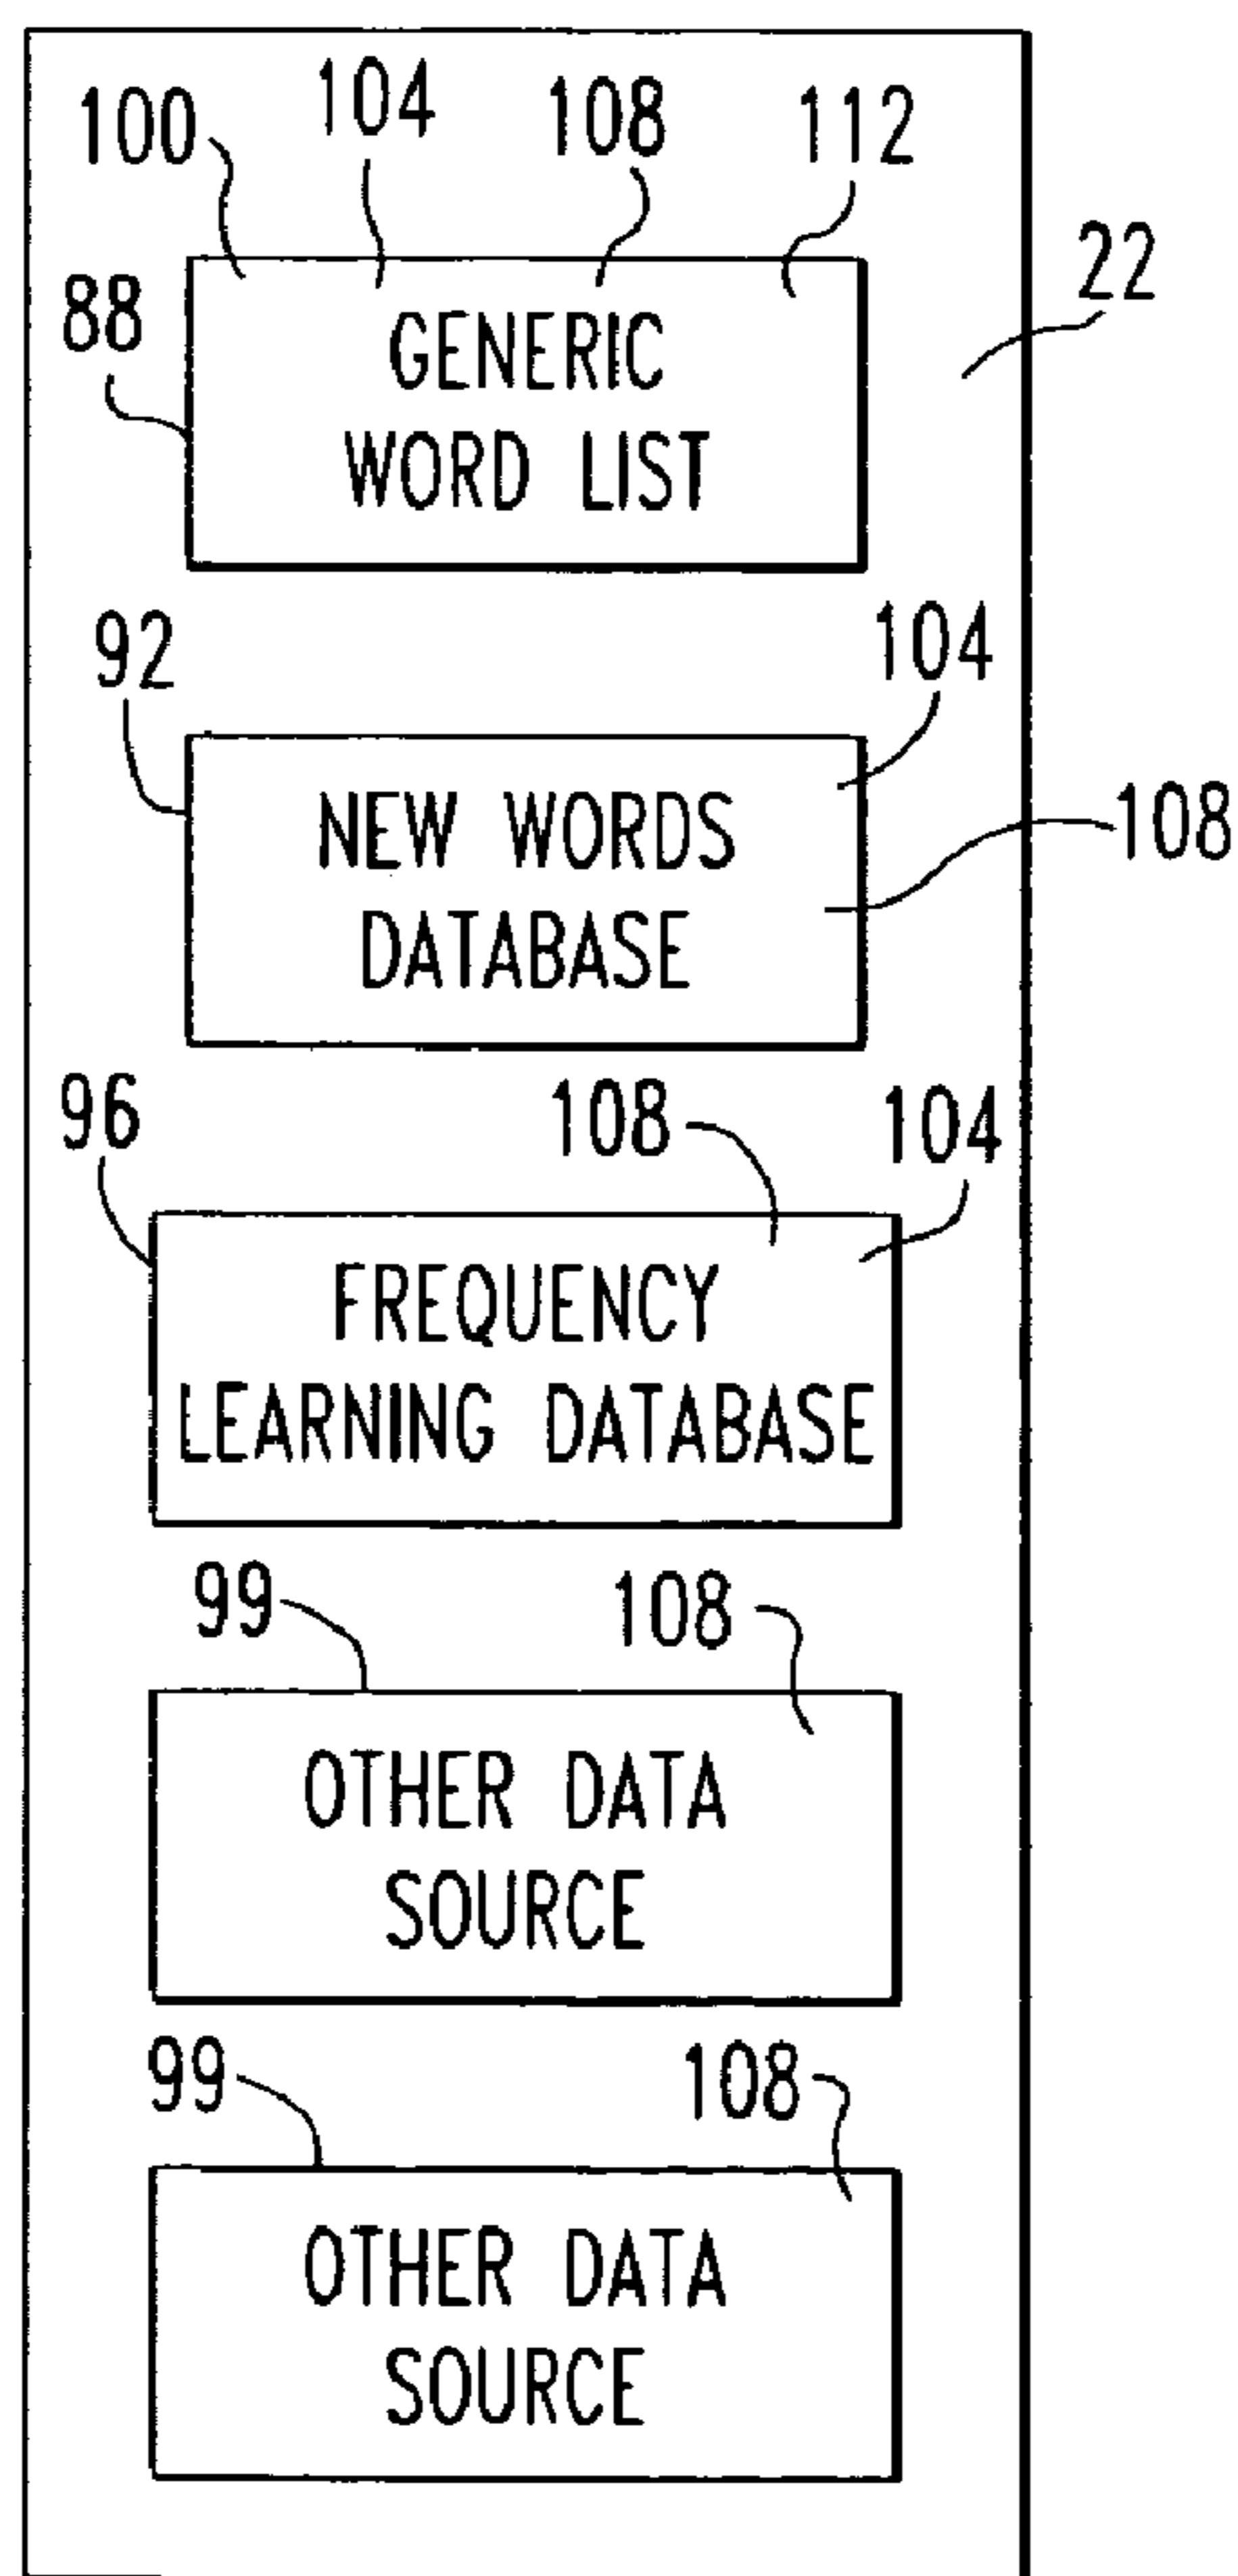 100 104 108 112
22
88
GENERIC
WORD LIST
92 104
NEW WORDS
108
DATABASE
96 108 104
FREQUENCY
LEARNING DATABASE
99 108
OTHER DATA
SOURCE
99 108
OTHER DATA
SOURCE